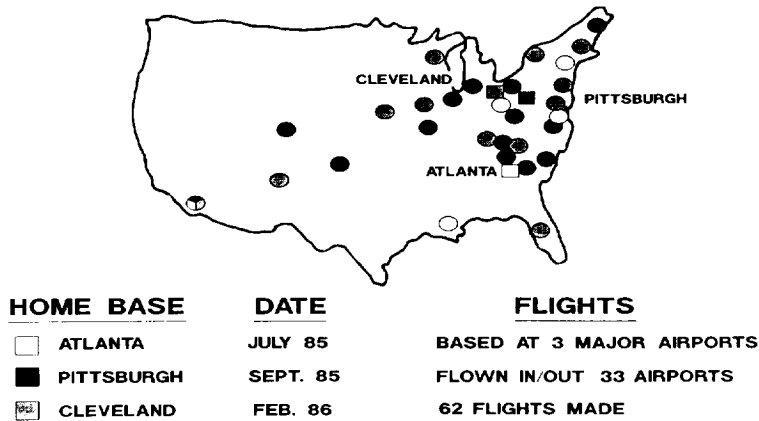 CLEVELAND
PITTSBURGH
ATLANTA
HOME BASE DATE FLIGHTS
ATLANTA JULY 85 BASED AT 3 MAJOR AIRPORTS
PITTSBURGH SEPT. 85 FLOWN IN/OUT 33 AIRPORTS
CLEVELAND FEB. 86 62 FLIGHTS MADE